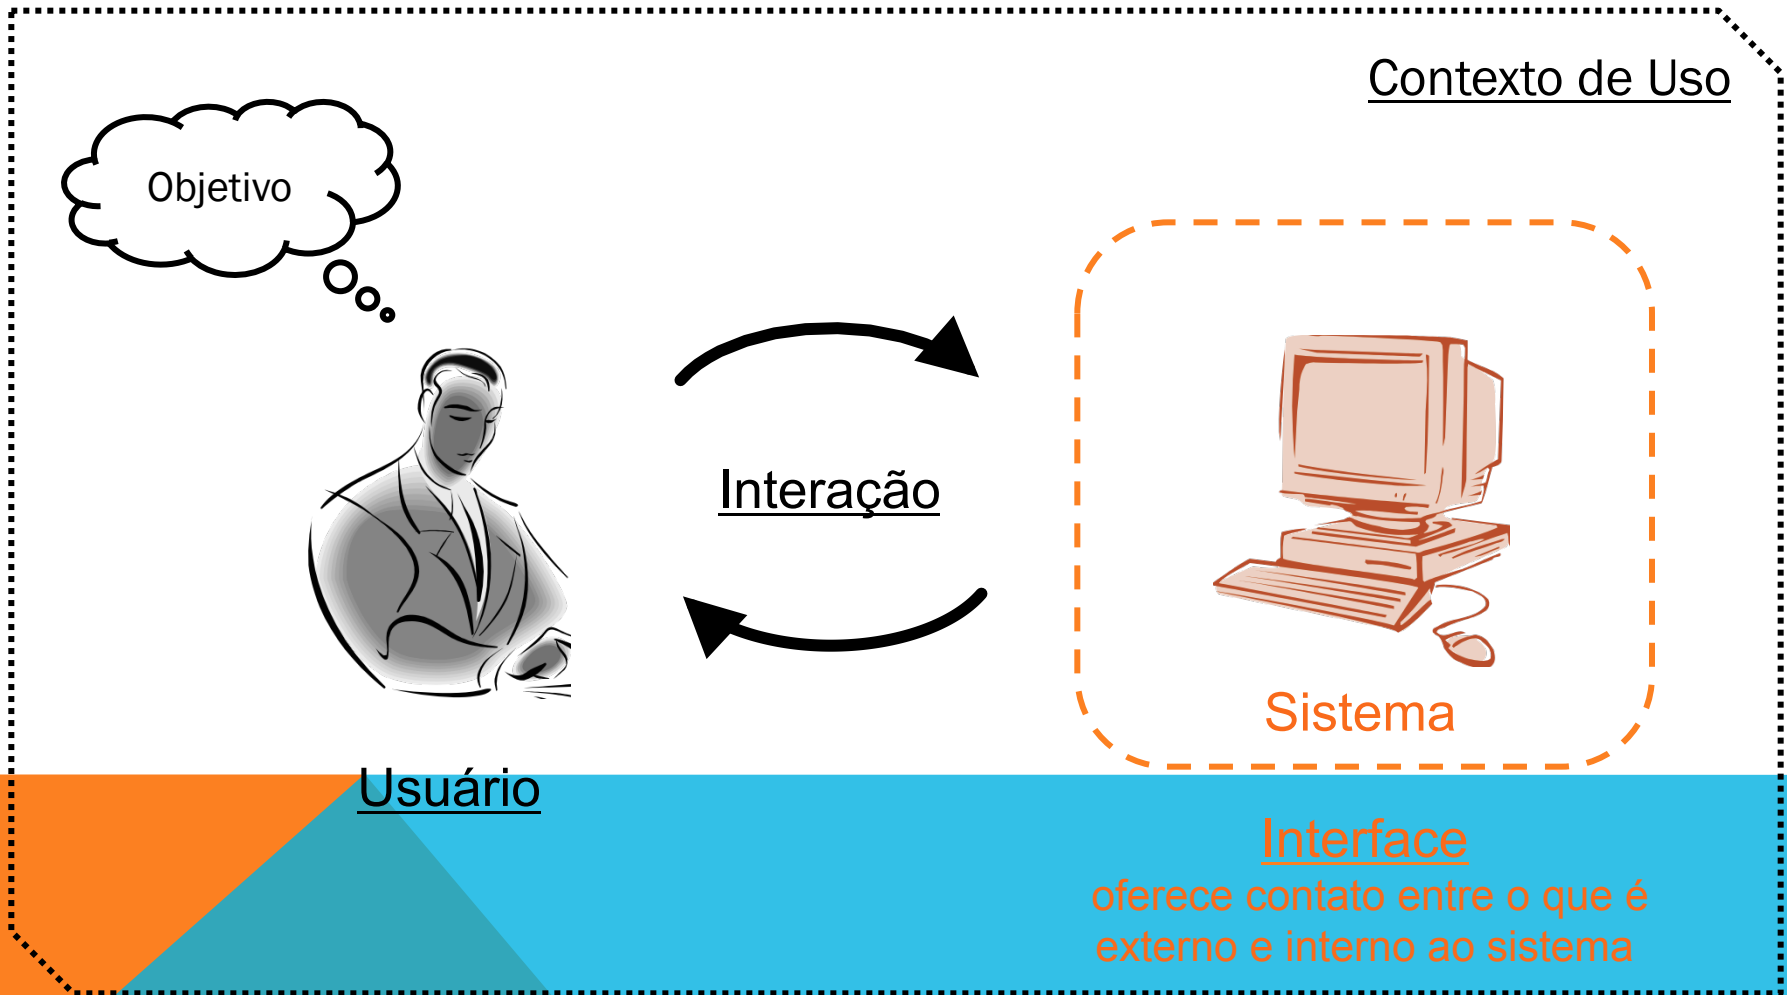 Contexto de Uso
Objetivo
Interação
Sistema
Usuário
Interface
oferece contato entre o que é
externo e interno ao sistema